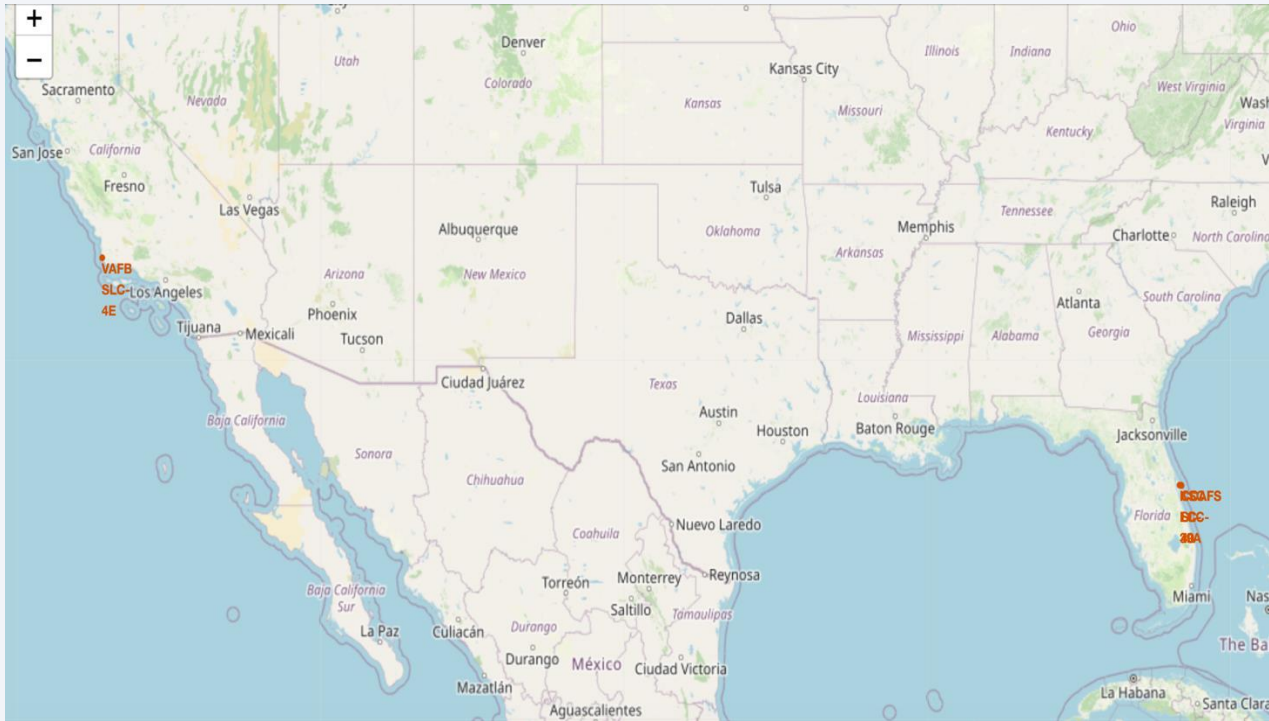 +
−
Denver
Ohio
Illinois
Indiana
Utah
Kansas City
Colorado
Sacramento
West Virginia
Nevada
Kansas
Missouri
Virginia
Kentucky
San Jose
California
Fresno
Tulsa
Las Vegas
Raleigh
Tennessee
Albuquerque
Oklahoma
Memphis
Charlotte
North Carolina
Arkansas
VAFB
SLC-
4E
Arizona
New Mexico
Los Angeles
South Carolina
Atlanta
Phoenix
Dallas
Tijuana
Mexicali
Tucson
Mississippi
Alabama
Georgia
Ciudad Juárez
Texas
Louisiana
Austin
Baja California
Houston
Baton Rouge
Jacksonville
Sonora
San Antonio
Chihuahua
Florida
Nuevo Laredo
Coahuila
Torreón
Monterrey
Reynosa
Baja California
Sur
Miami
Saltillo
Tamaulipas
La Paz
Culiacán
Durango
Durango
México
Ciudad Victoria
Mazatlán
La Habana
Santa Clara
Aguascalientes